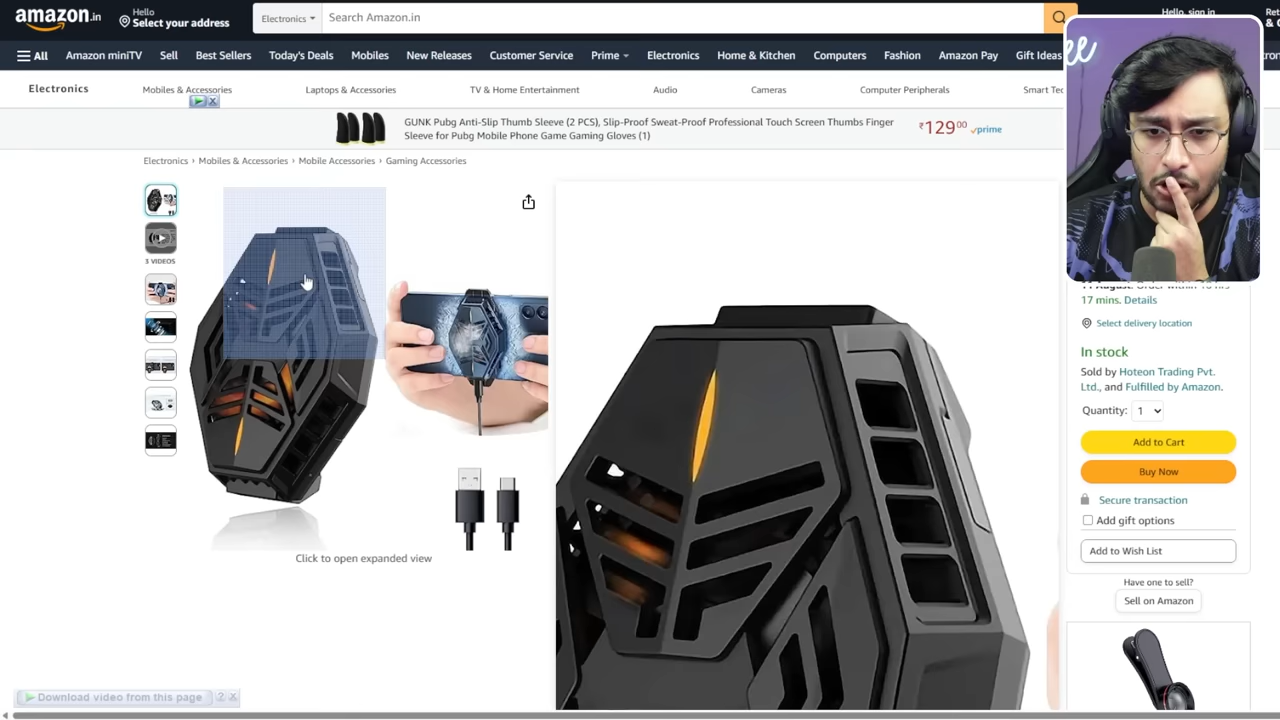 amazon.in
Hello
Select your address
Electronics
Search Amazon.in
Hello, sign in
All
Amazon miniTV
Sell
Best Sellers
Today's Deals
Mobiles
New Releases
Customer Service
Prime
Electronics
Home & Kitchen
Computers
Fashion
Amazon Pay
Gift Ideas
Electronics
Mobiles & Accessories
Laptops & Accessories
TV & Home Entertainment
Audio
Cameras
Computer Peripherals
Smart Tec
GUNK Pubg Anti-Slip Thumb Sleeve (2 PCS), Slip-Proof Sweat-Proof Professional Touch Screen Thumbs Finger
Sleeve for Pubg Mobile Phone Game Gaming Gloves (1)
₹12900
prime
Electronics › Mobiles & Accessories › Mobile Accessories › Gaming Accessories
3 VIDEOS
Click to open expanded view
17 mins. Details
Select delivery location
In stock
Sold by Hoteon Trading Pvt.
Ltd., and Fulfilled by Amazon.
Quantity: 1
Add to Cart
Buy Now
Secure transaction
Add gift options
Add to Wish List
Have one to sell?
Sell on Amazon
Download video from this page ? x